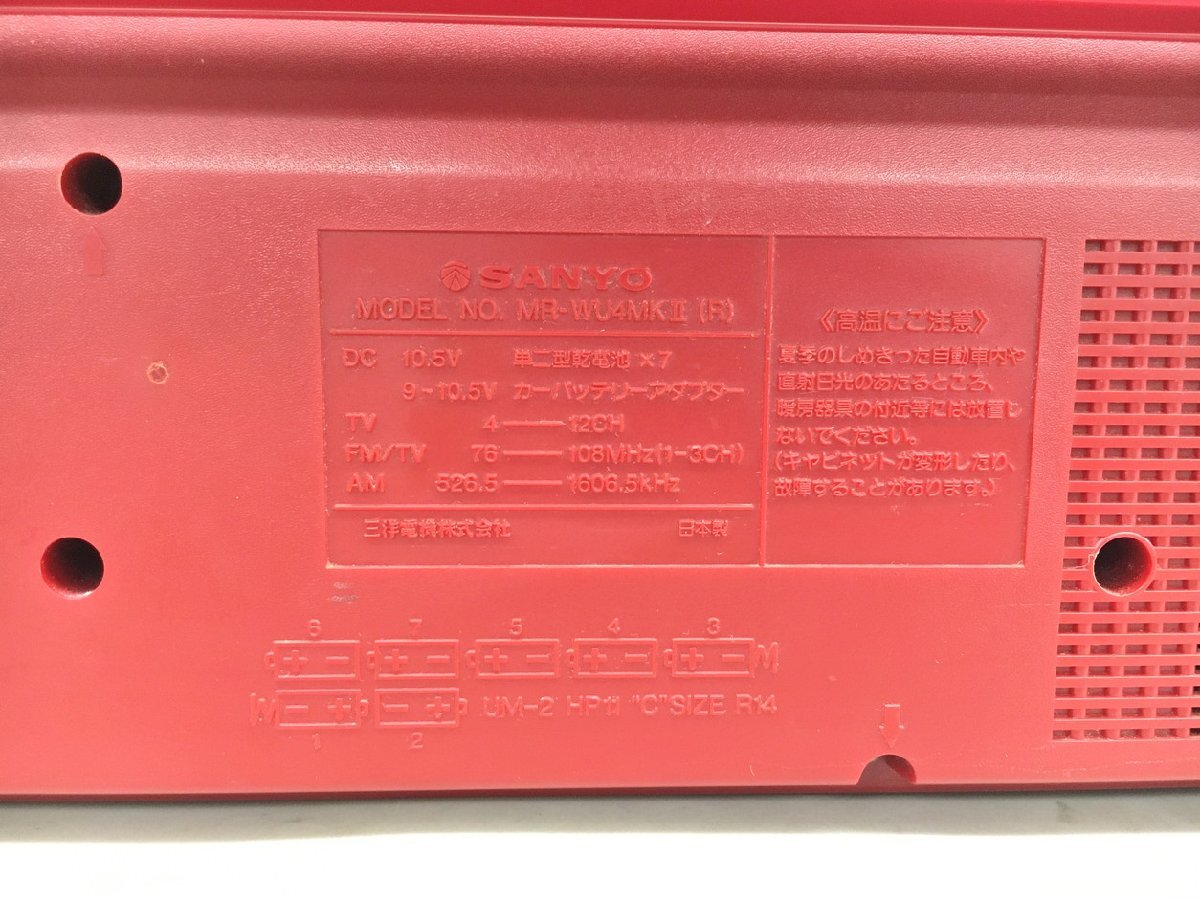 SANYO
MODEL NO. MR-WU4MKⅡ (R)
DC 10.5V 単二型乾電池×7
9~10.5V カーバッテリーアダプター
TV 4——12CH
FM/TV 76——108MHz(1-3CH)
AM 526.5——1606.5kHz
三洋電機株式会社 日本製
《高温にご注意》
夏季のしめきった自動車内や
直射日光のあたるところ、
暖房器具の付近等には放置し
ないでください。
(キャビネットが変形したり、
故障することがあります。)
6 7 5 4 3
+ - + - + - + - + -
- + - + UM-2 HP11 "C"SIZE R14
1 2